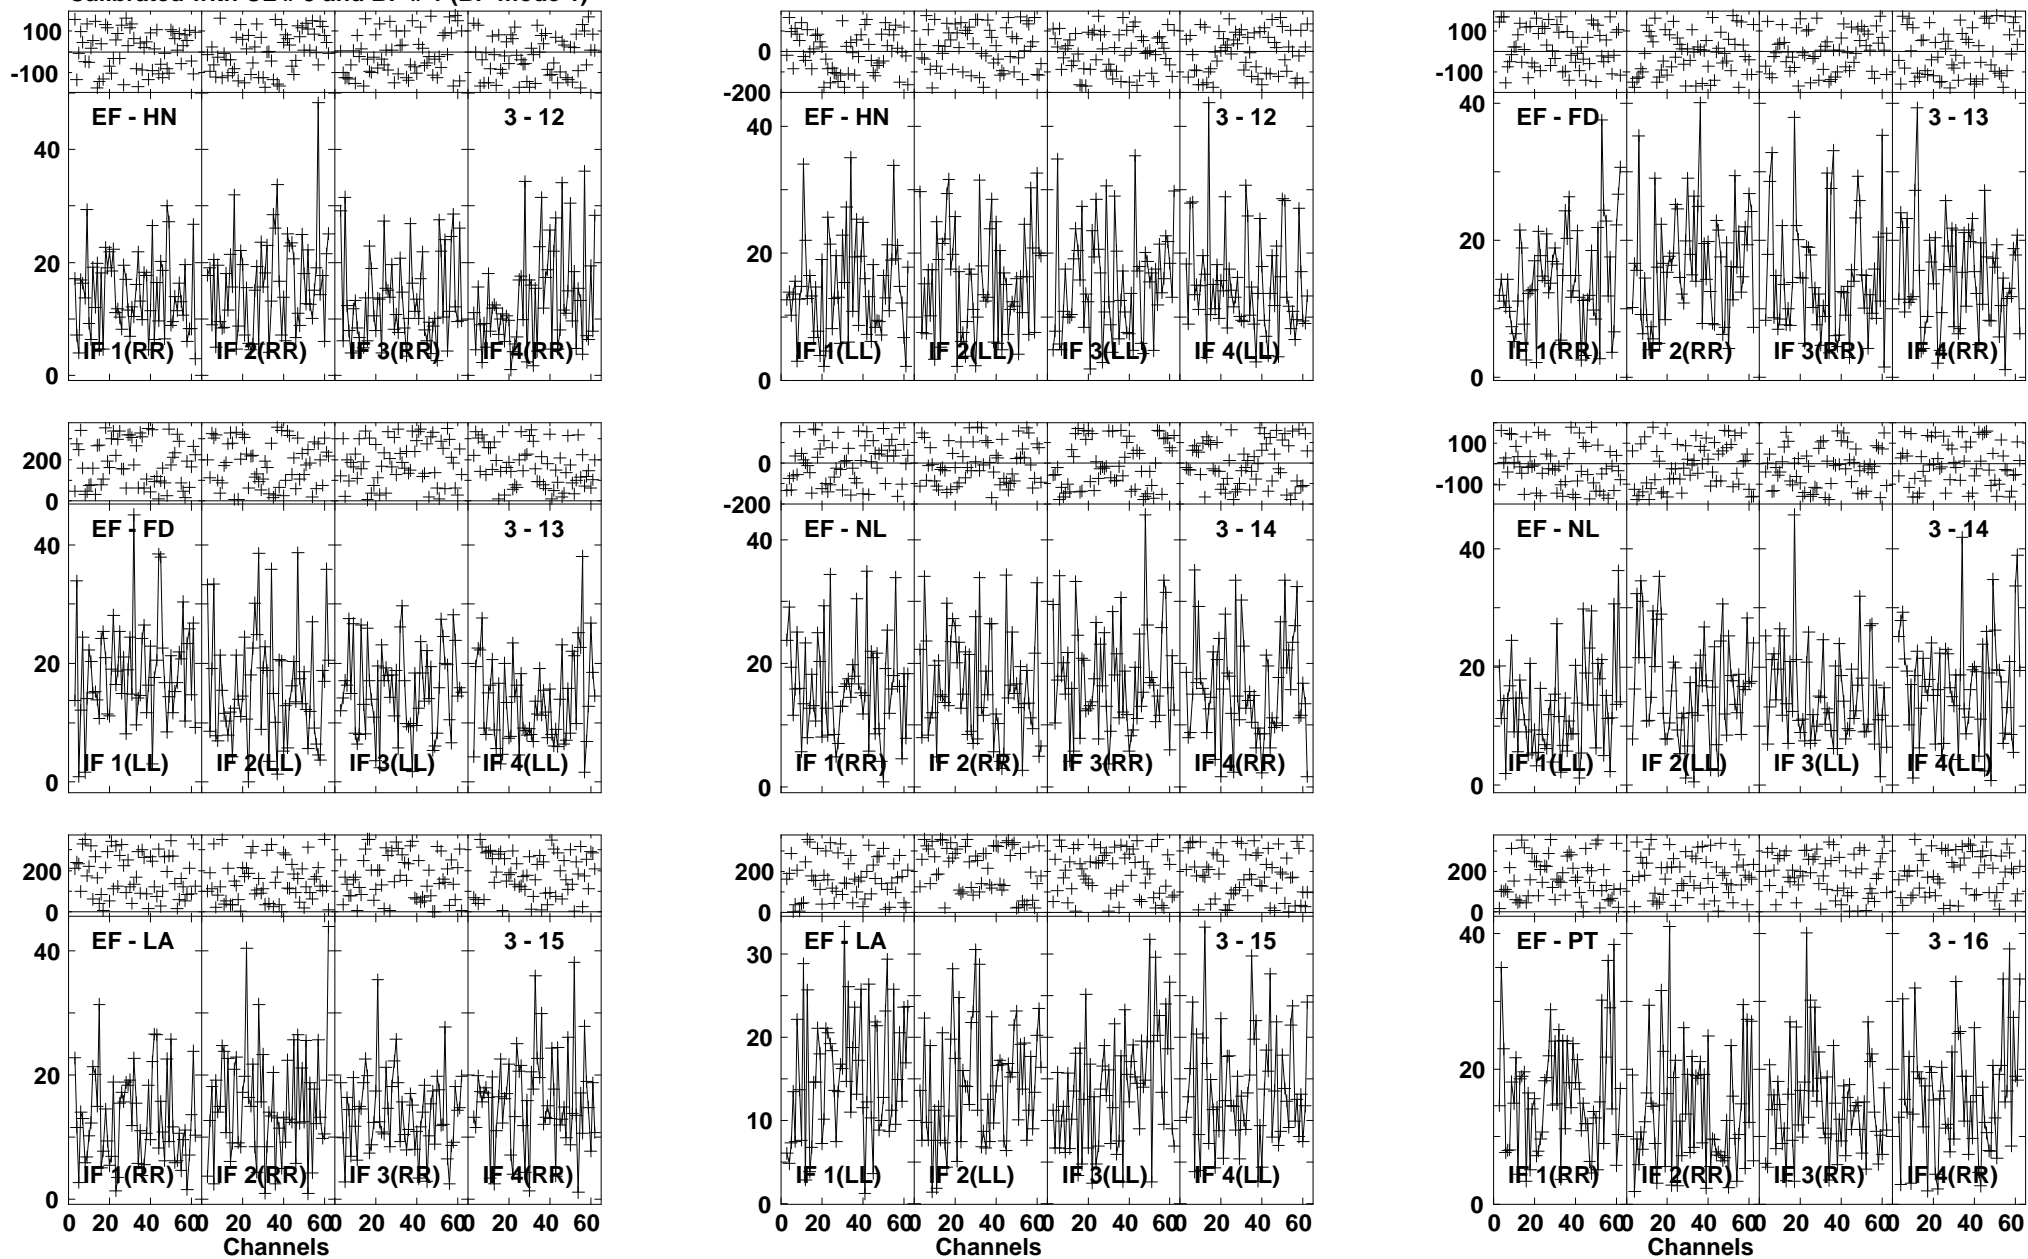 Calibrated with and (BP Mode 1)
100
-100
EF - HN 3 - 12
40
20
IF 1(RR) IF 2(RR) IF 3(RR) IF 4(RR)
0
0
-200
EF - HN 3 - 12
40
20
IF 1(LL) IF 2(LL) IF 3(LL) IF 4(LL)
0
100
-100
40
EF - FD 3 - 13
20
IF 1(RR) IF 2(RR) IF 3(RR) IF 4(RR)
0
200
0
EF - FD 3 - 13
40
20
IF 1(LL) IF 2(LL) IF 3(LL) IF 4(LL)
0
0
-200
EF - NL 3 - 14
40
20
IF 1(RR) IF 2(RR) IF 3(RR) IF 4(RR)
0
100
-100
EF - NL 3 - 14
40
20
IF 1(LL) IF 2(LL) IF 3(LL) IF 4(LL)
0
200
0
EF - LA 3 - 15
40
20
IF 1(RR) IF 2(RR) IF 3(RR) IF 4(RR)
0
0 20 40 60 0 20 40 60 0 20 40 60 0 20 40 60
Channels
200
0
EF - LA 3 - 15
30
20
10
IF 1(LL) IF 2(LL) IF 3(LL) IF 4(LL)
0
0 20 40 60 0 20 40 60 0 20 40 60 0 20 40 60
Channels
200
0
40
EF - PT 3 - 16
20
IF 1(RR) IF 2(RR) IF 3(RR) IF 4(RR)
0
0 20 40 60 0 20 40 60 0 20 40 60 0 20 40 60
Channels